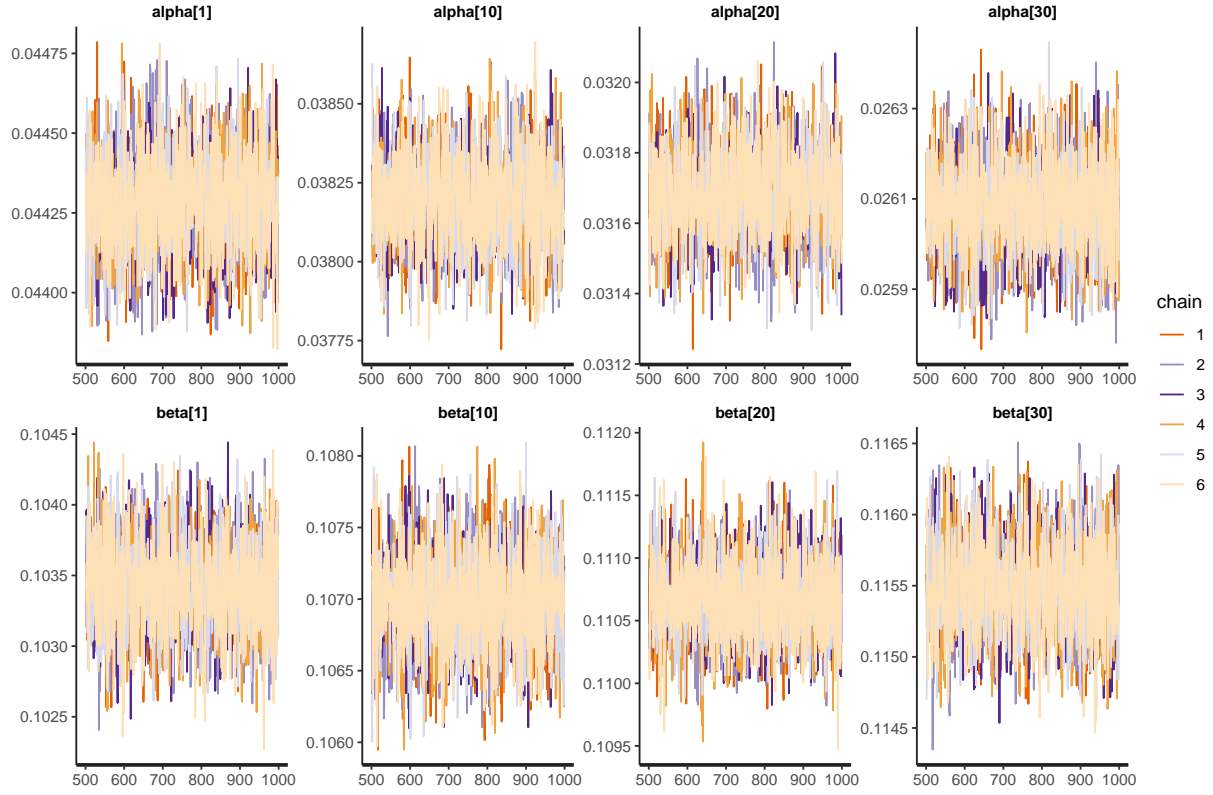 alpha[1]
0.04475
0.04450
0.04425
0.04400
500 600 700 800 900 1000
alpha[10]
0.03850
0.03825
0.03800
0.03775
500 600 700 800 900 1000
alpha[20]
0.0320
0.0318
0.0316
0.0314
0.0312
500 600 700 800 900 1000
alpha[30]
0.0263
0.0261
0.0259
500 600 700 800 900 1000
beta[1]
0.1045
0.1040
0.1035
0.1030
0.1025
500 600 700 800 900 1000
beta[10]
0.1080
0.1075
0.1070
0.1065
0.1060
500 600 700 800 900 1000
beta[20]
0.1120
0.1115
0.1110
0.1105
0.1100
0.1095
500 600 700 800 900 1000
beta[30]
0.1165
0.1160
0.1155
0.1150
0.1145
500 600 700 800 900 1000
chain
1
2
3
4
5
6